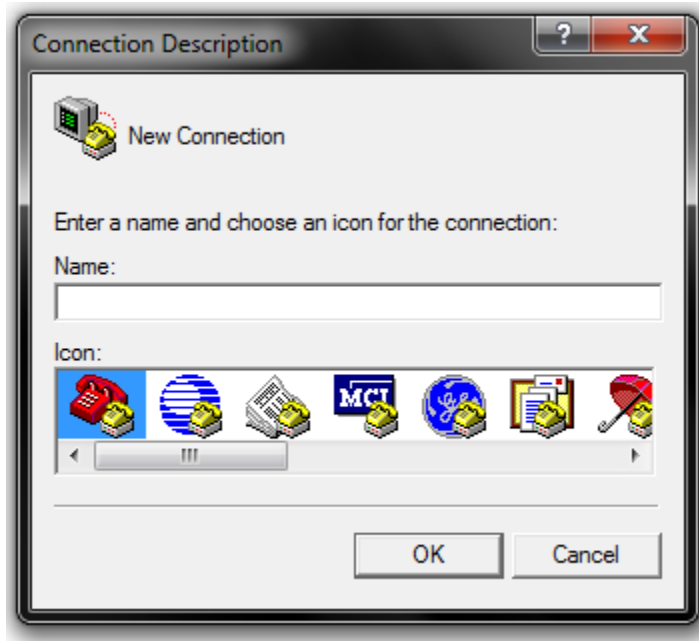 Connection Description
?
X
New Connection
Enter a name and choose an icon for the connection:
Name:
Icon:
MCI
OK
Cancel